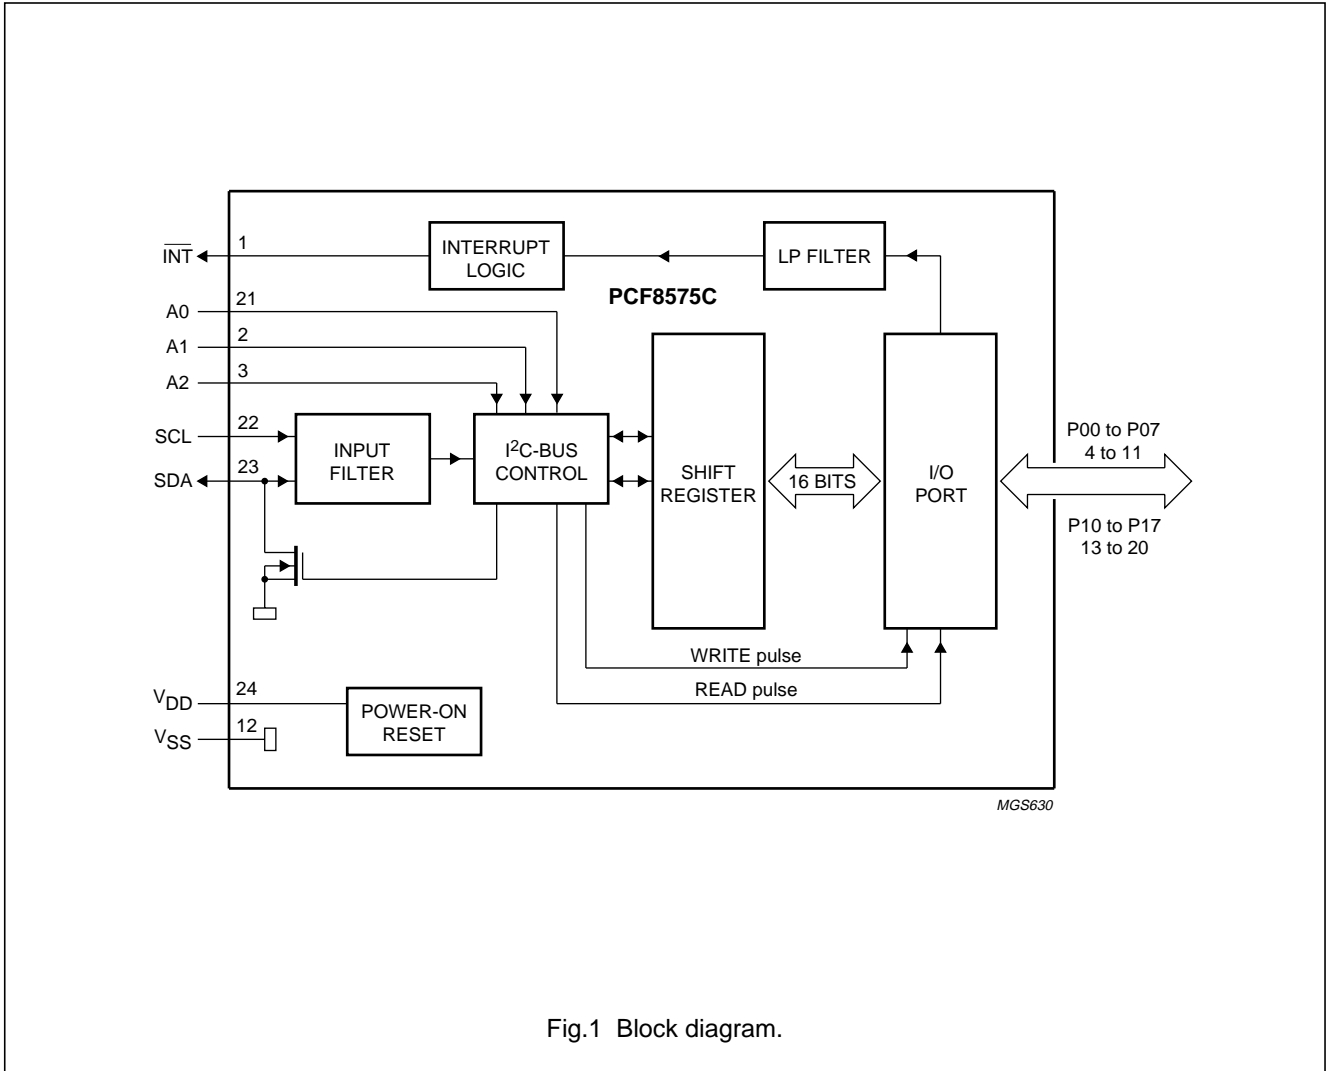 INT
1
INTERRUPT
LOGIC
LP FILTER
PCF8575C
A0
21
A1
2
A2
3
SCL
22
SDA
23
INPUT
FILTER
I2C-BUS
CONTROL
SHIFT
REGISTER
16 BITS
I/O
PORT
P00 to P07
4 to 11
P10 to P17
13 to 20
WRITE pulse
READ pulse
VDD
24
VSS
12
POWER-ON
RESET
MGS630
Fig.1 Block diagram.